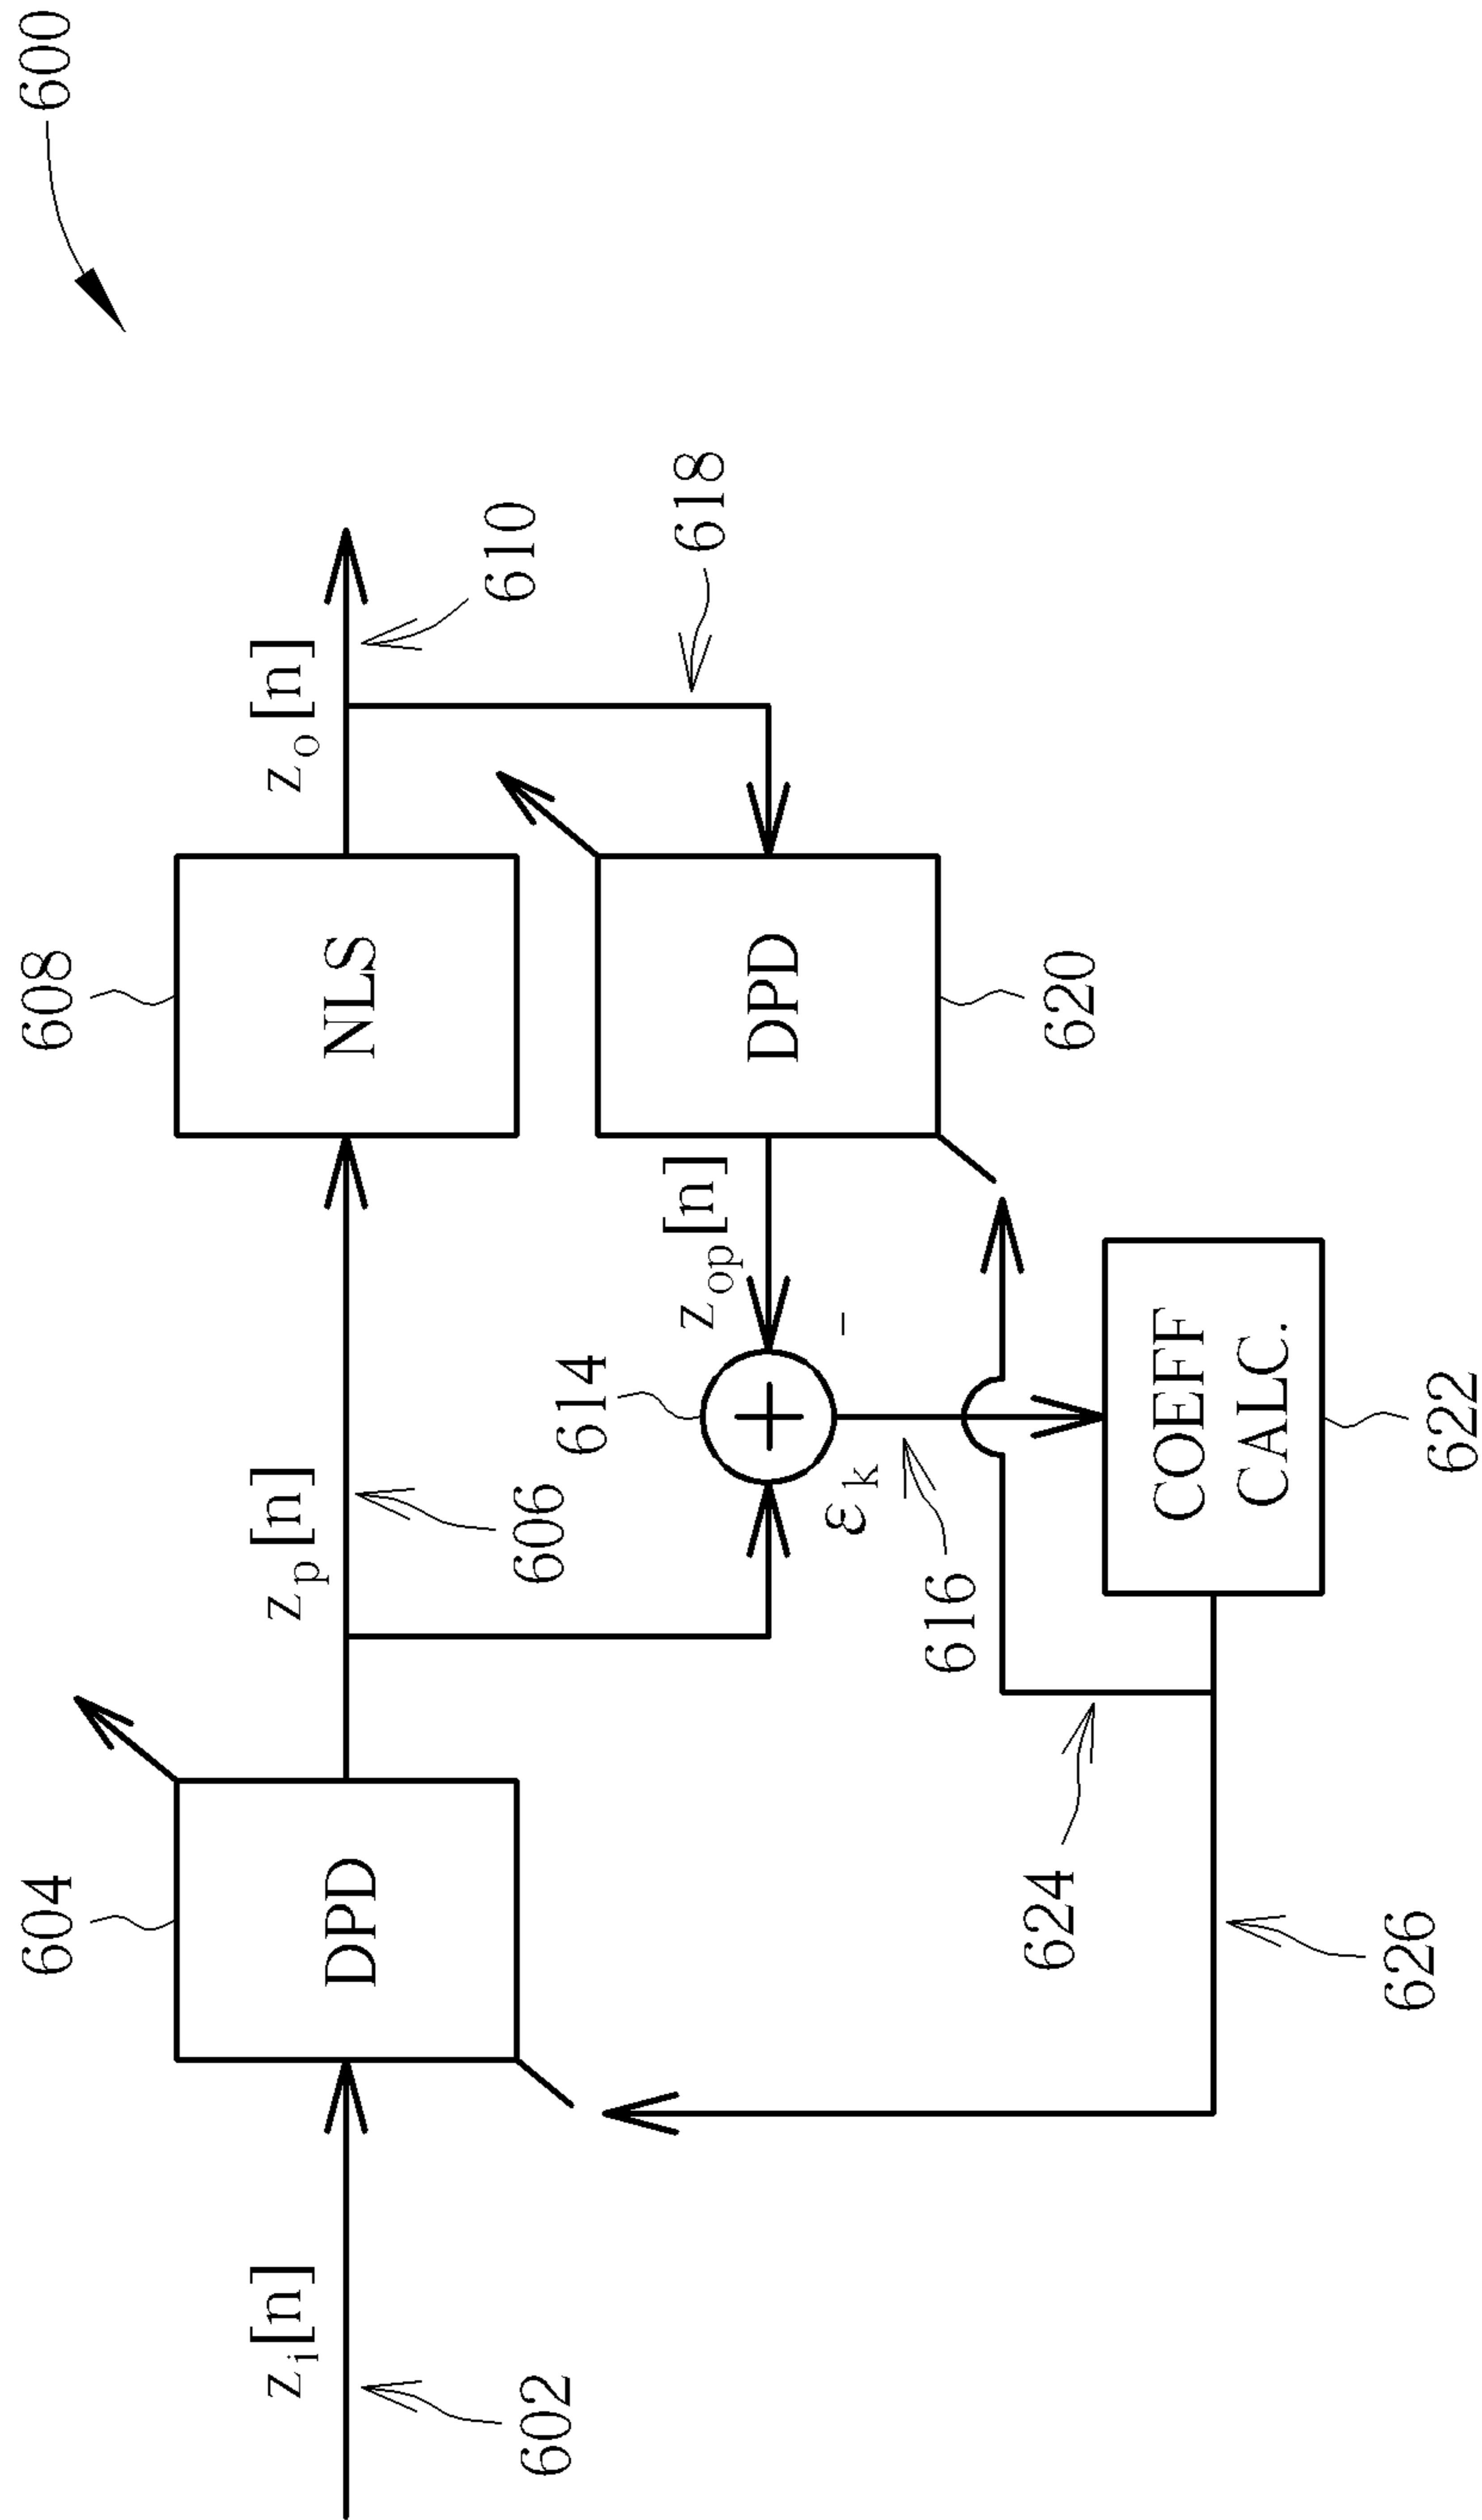 600
604
608
z_i[n]
DPD
z_p[n]
NLS
z_o[n]
602
606
610
614
z_op[n]
618
DPD
ε_k
-
616
620
624
COEFF
CALC.
626
622